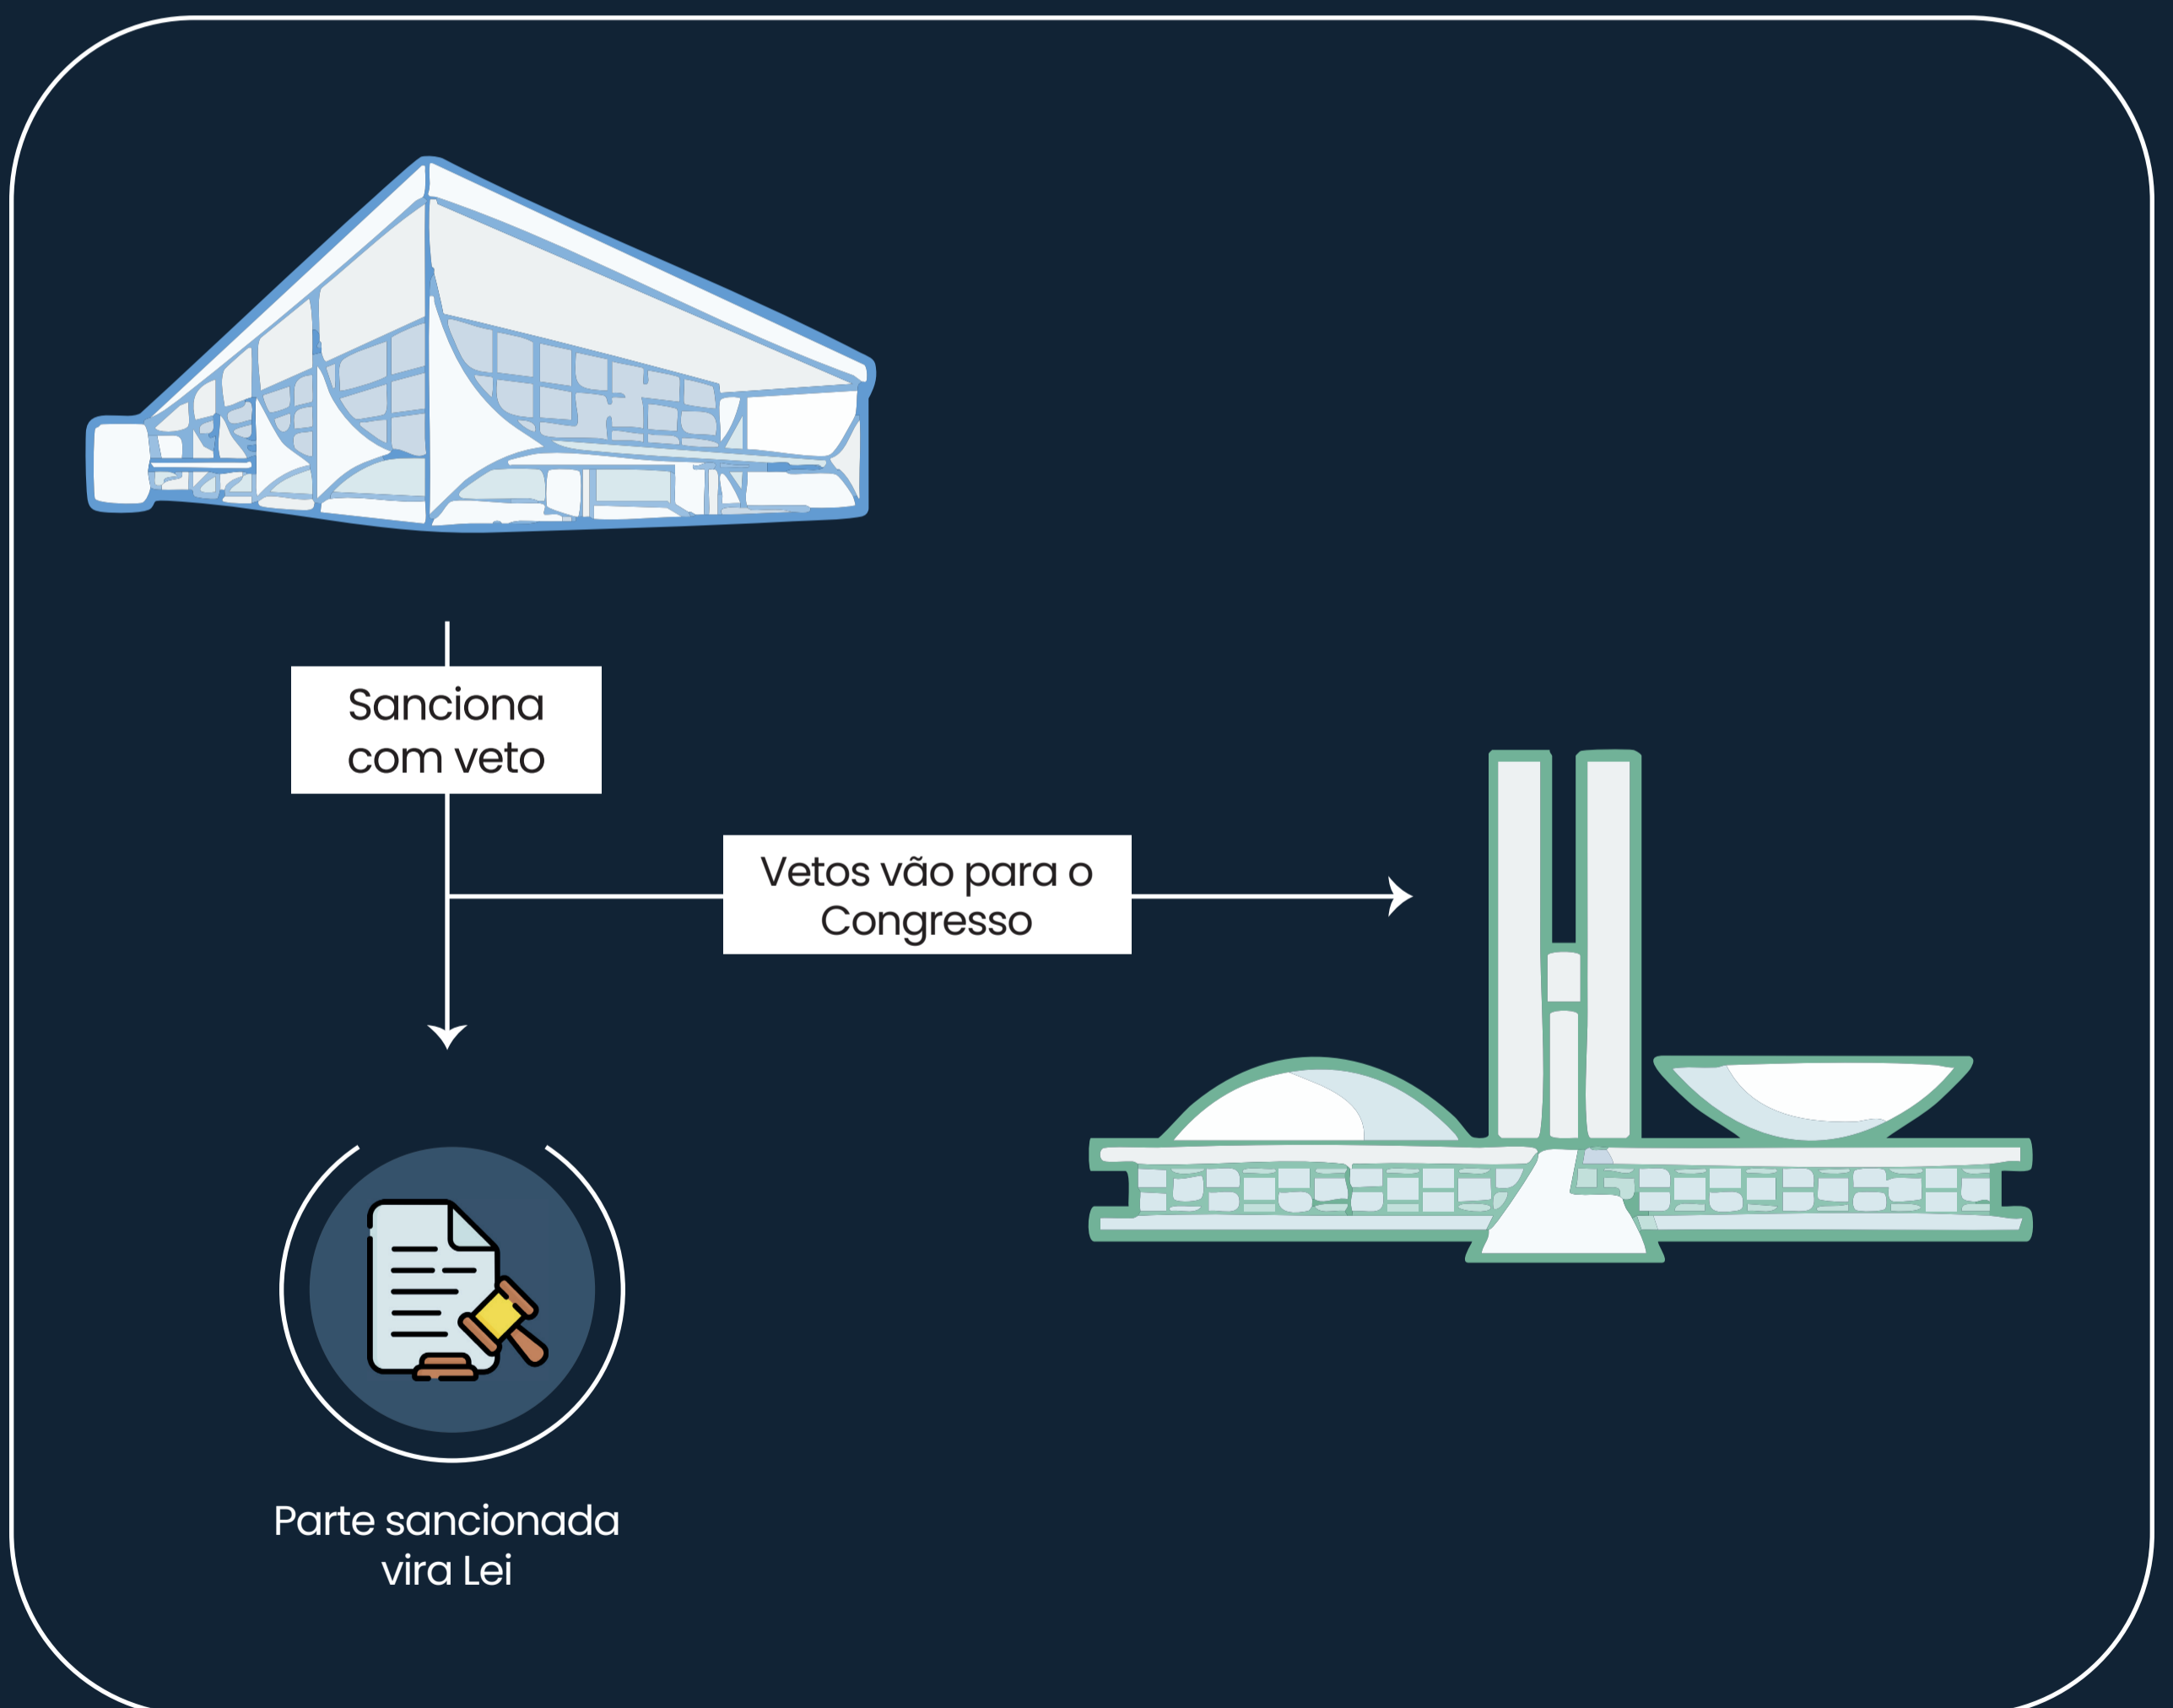 Sanciona
com veto
Vetos vão para o
Congresso
Parte sancionada
vira Lei